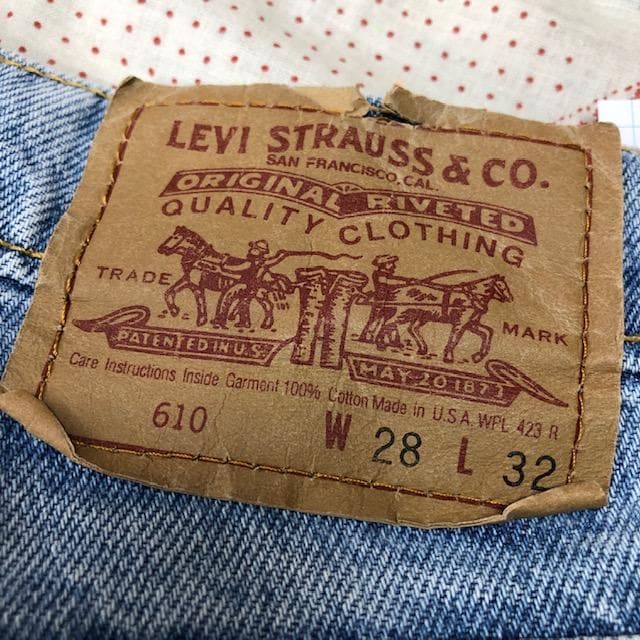 LEVI STRAUSS & CO.
SAN FRANCISCO, CAL.
ORIGINAL RIVETED
QUALITY CLOTHING
TRADE MARK
PATENTED IN U.S.
MAY 20 1873
Care Instructions Inside Garment 100% Cotton Made in U.S.A. WPL 423 R
610 W 28 L 32